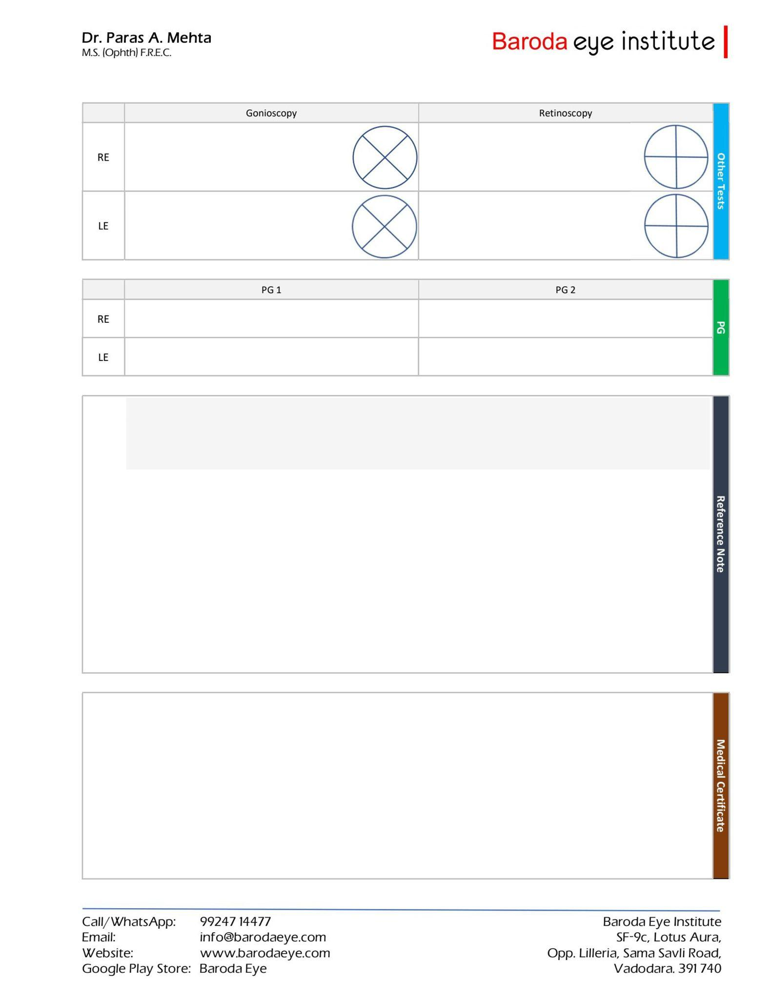 Dr. Paras A. Mehta
M.S. (Ophth) F.R.E.C.
Baroda eye institute
Gonioscopy Retinoscopy
RE
LE
Other Tests
PG 1 PG 2
RE
LE
PG
Reference Note
Medical Certificate
Call/WhatsApp: 99247 14477
Email: info@barodaeye.com
Website: www.barodaeye.com
Google Play Store: Baroda Eye
Baroda Eye Institute
SF-9c, Lotus Aura,
Opp. Lilleria, Sama Savli Road,
Vadodara. 391 740